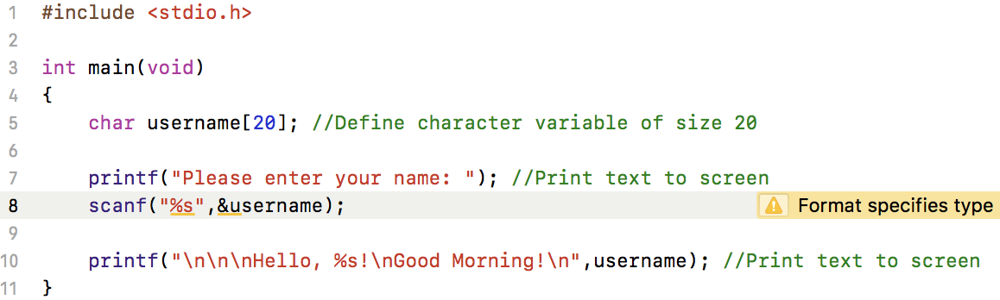 1 #include <stdio.h>
2
3 int main(void)
4 {
5 char username[20]; //Define character variable of size 20
6
7 printf("Please enter your name: "); //Print text to screen
8 scanf("%s",&username); Format specifies type
9
10 printf("\n\n\nHello, %s!\nGood Morning!\n",username); //Print text to screen
11 }